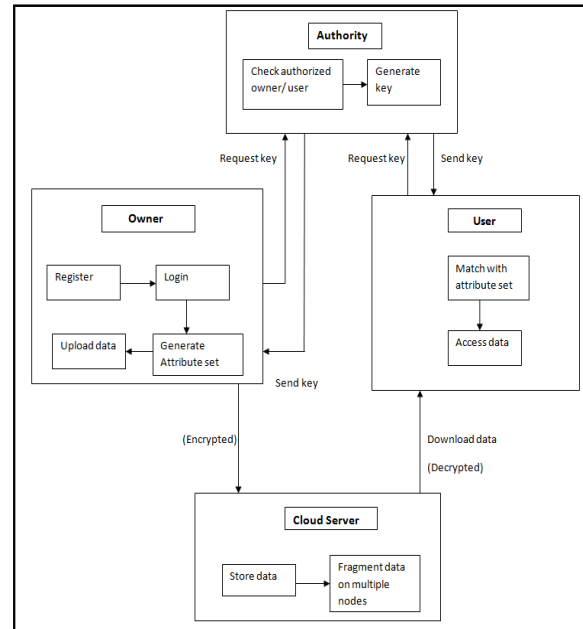 Authority
Check authorized
owner/ user
Generate
key
Request key
Request key
Send key
Owner
Register
Login
Upload data
Generate
Attribute set
User
Match with
attribute set
Access data
Send key
(Encrypted)
Download data
(Decrypted)
Cloud Server
Store data
Fragment data
on multiple
nodes